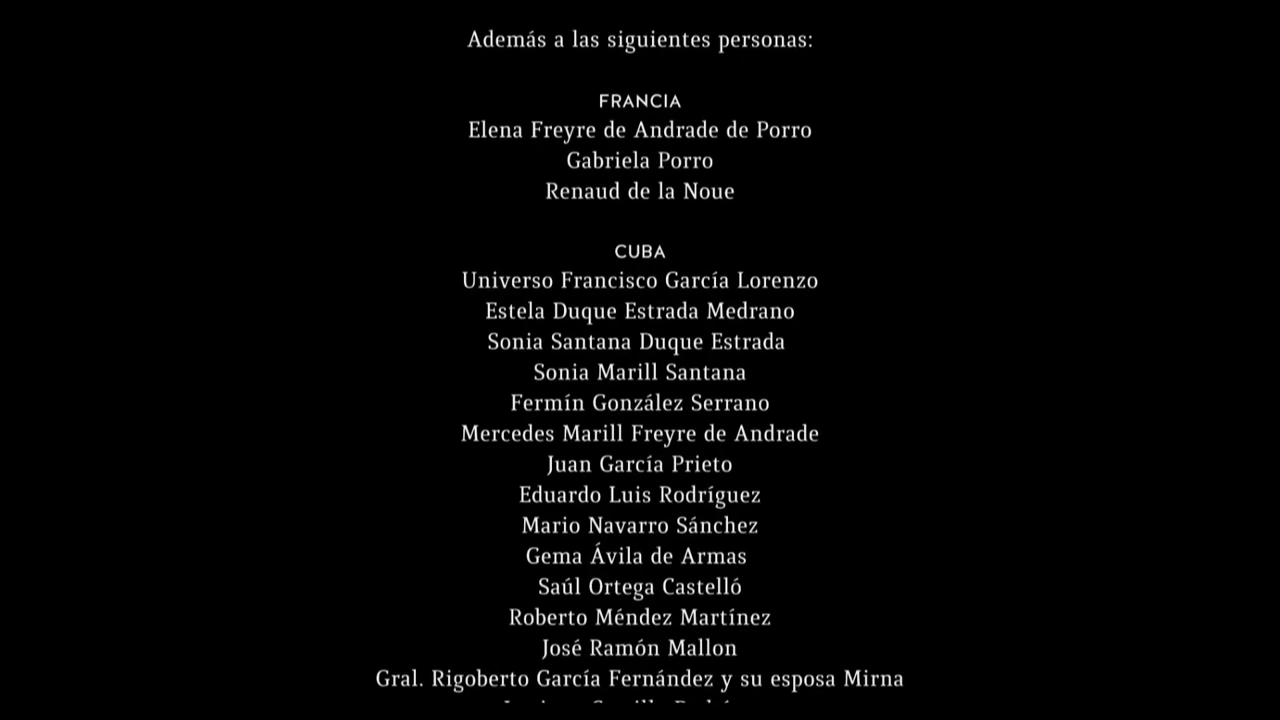 Además a las siguientes personas:
FRANCIA
Elena Freyre de Andrade de Porro
Gabriela Porro
Renaud de la Noue
CUBA
Universo Francisco García Lorenzo
Estela Duque Estrada Medrano
Sonia Santana Duque Estrada
Sonia Marill Santana
Fermín González Serrano
Mercedes Marill Freyre de Andrade
Juan García Prieto
Eduardo Luis Rodríguez
Mario Navarro Sánchez
Gema Ávila de Armas
Saúl Ortega Castelló
Roberto Méndez Martínez
José Ramón Mallon
Gral. Rigoberto García Fernández y su esposa Mirna